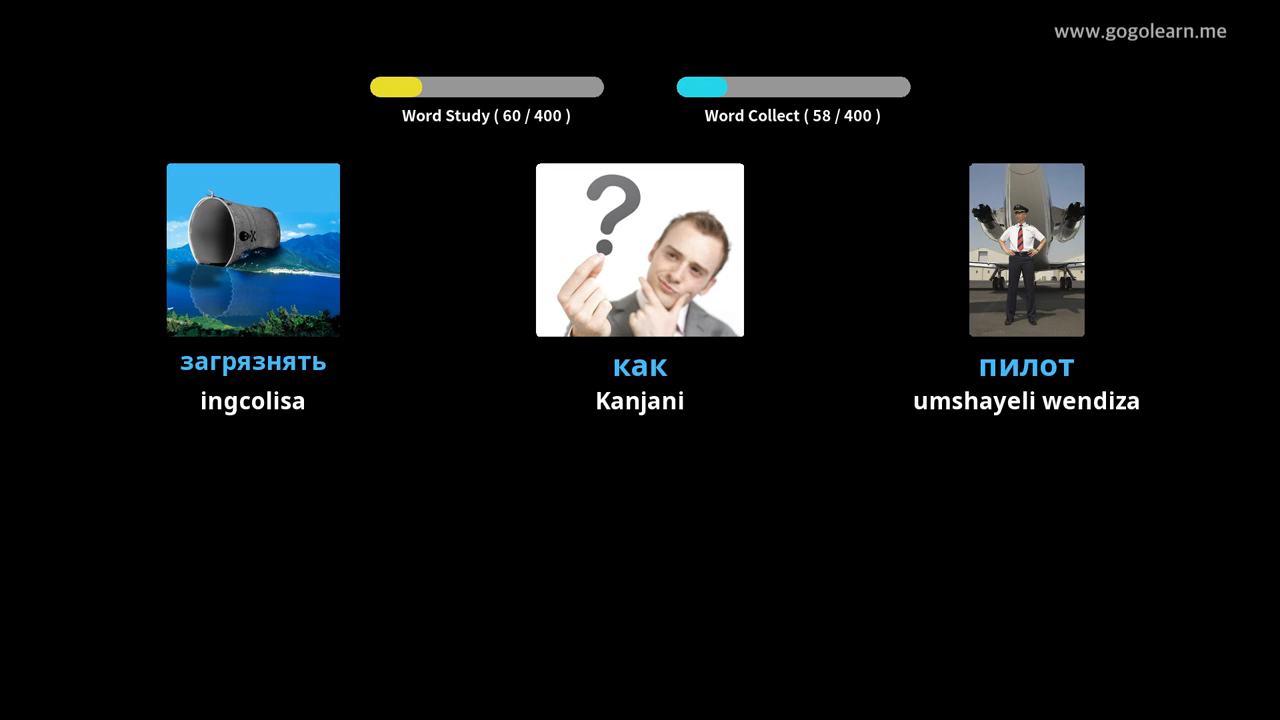 www.gogolearn.me
Word Study ( 60 / 400 )
Word Collect ( 58 / 400 )
загрязнять
как
пилот
ingcolisa
Kanjani
umshayeli wendiza